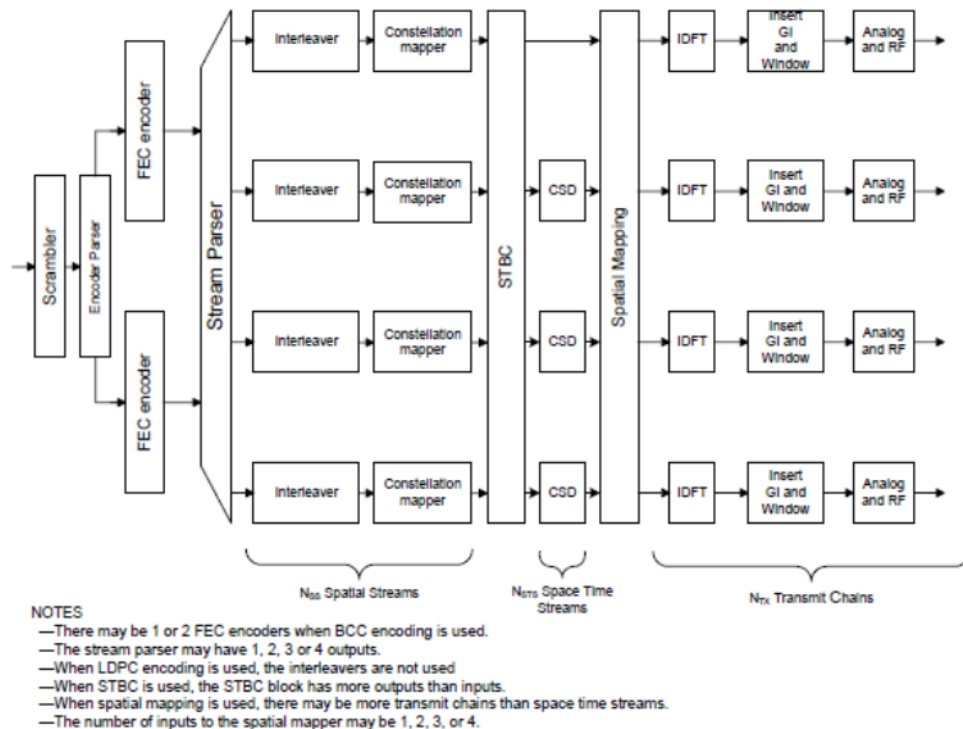 Scrambler
Encoder Parser
FEC encoder
FEC encoder
Stream Parser
Interleaver
Constellation
mapper
Interleaver
Constellation
mapper
Interleaver
Constellation
mapper
Interleaver
Constellation
mapper
STBC
CSD
CSD
CSD
Spatial Mapping
IDFT
Insert
GI
and
Window
Analog
and RF
IDFT
Insert
GI and
Window
Analog
and RF
IDFT
Insert
GI and
Window
Analog
and RF
IDFT
Insert
GI and
Window
Analog
and RF
NSS Spatial Streams
NSTS Space Time
Streams
NTX Transmit Chains
NOTES
—There may be 1 or 2 FEC encoders when BCC encoding is used.
—The stream parser may have 1, 2, 3 or 4 outputs.
—When LDPC encoding is used, the interleavers are not used
—When STBC is used, the STBC block has more outputs than inputs.
—When spatial mapping is used, there may be more transmit chains than space time streams.
—The number of inputs to the spatial mapper may be 1, 2, 3, or 4.